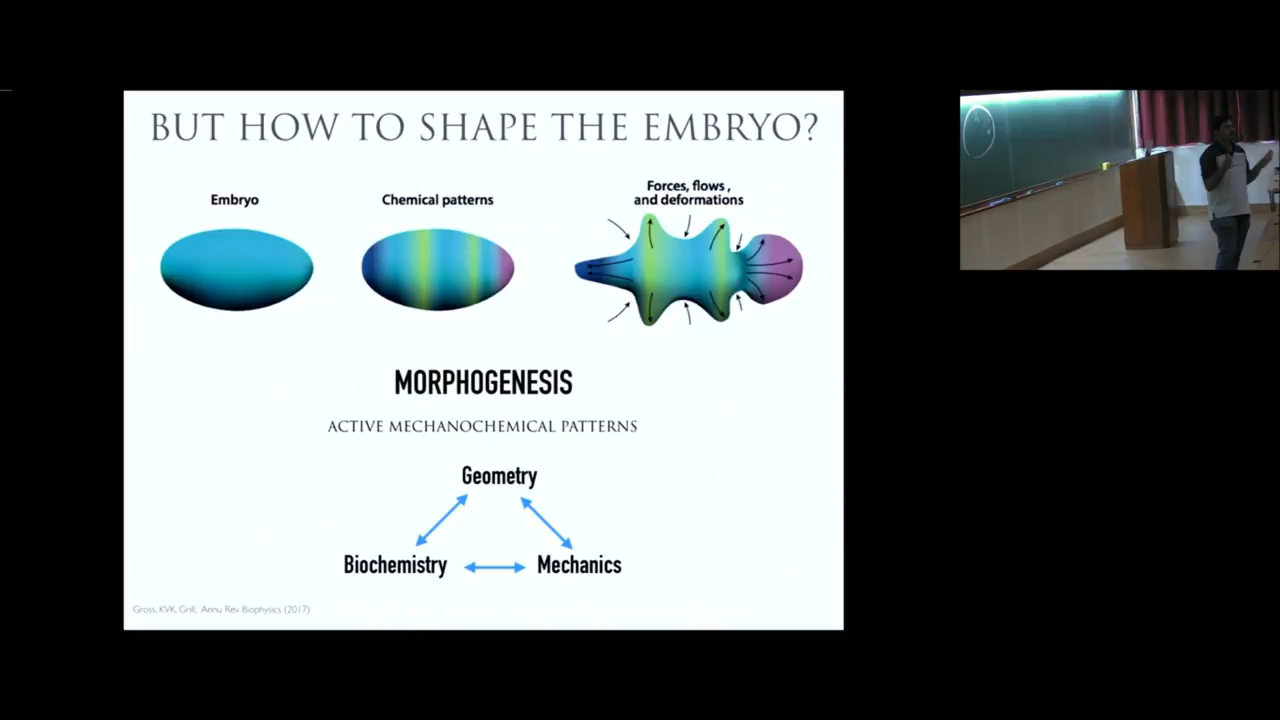 BUT HOW TO SHAPE THE EMBRYO?
Embryo
Chemical patterns
Forces, flows ,
and deformations
MORPHOGENESIS
ACTIVE MECHANOCHEMICAL PATTERNS
Geometry
Biochemistry
Mechanics
Gross, KVK, Grill, Annu Rev Biophysics (2017)